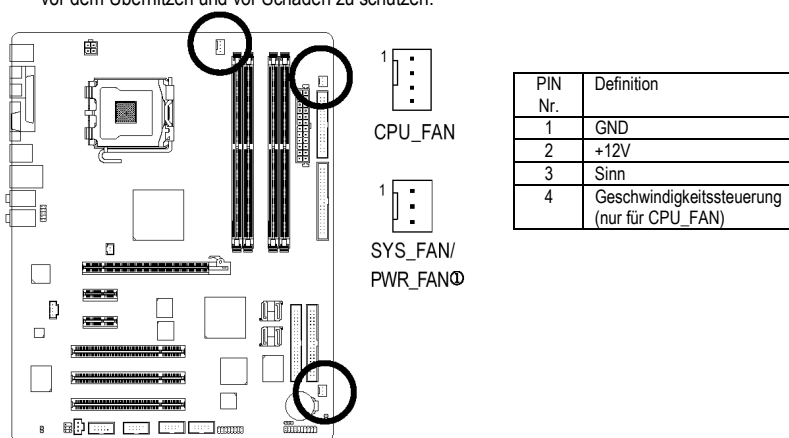 vor dem Überhitzen und vor Schäden zu schützen.
1
CPU_FAN
1
SYS_FAN/
PWR_FAN①
PIN Nr. Definition
1 GND
2 +12V
3 Sinn
4 Geschwindigkeitssteuerung
(nur für CPU_FAN)